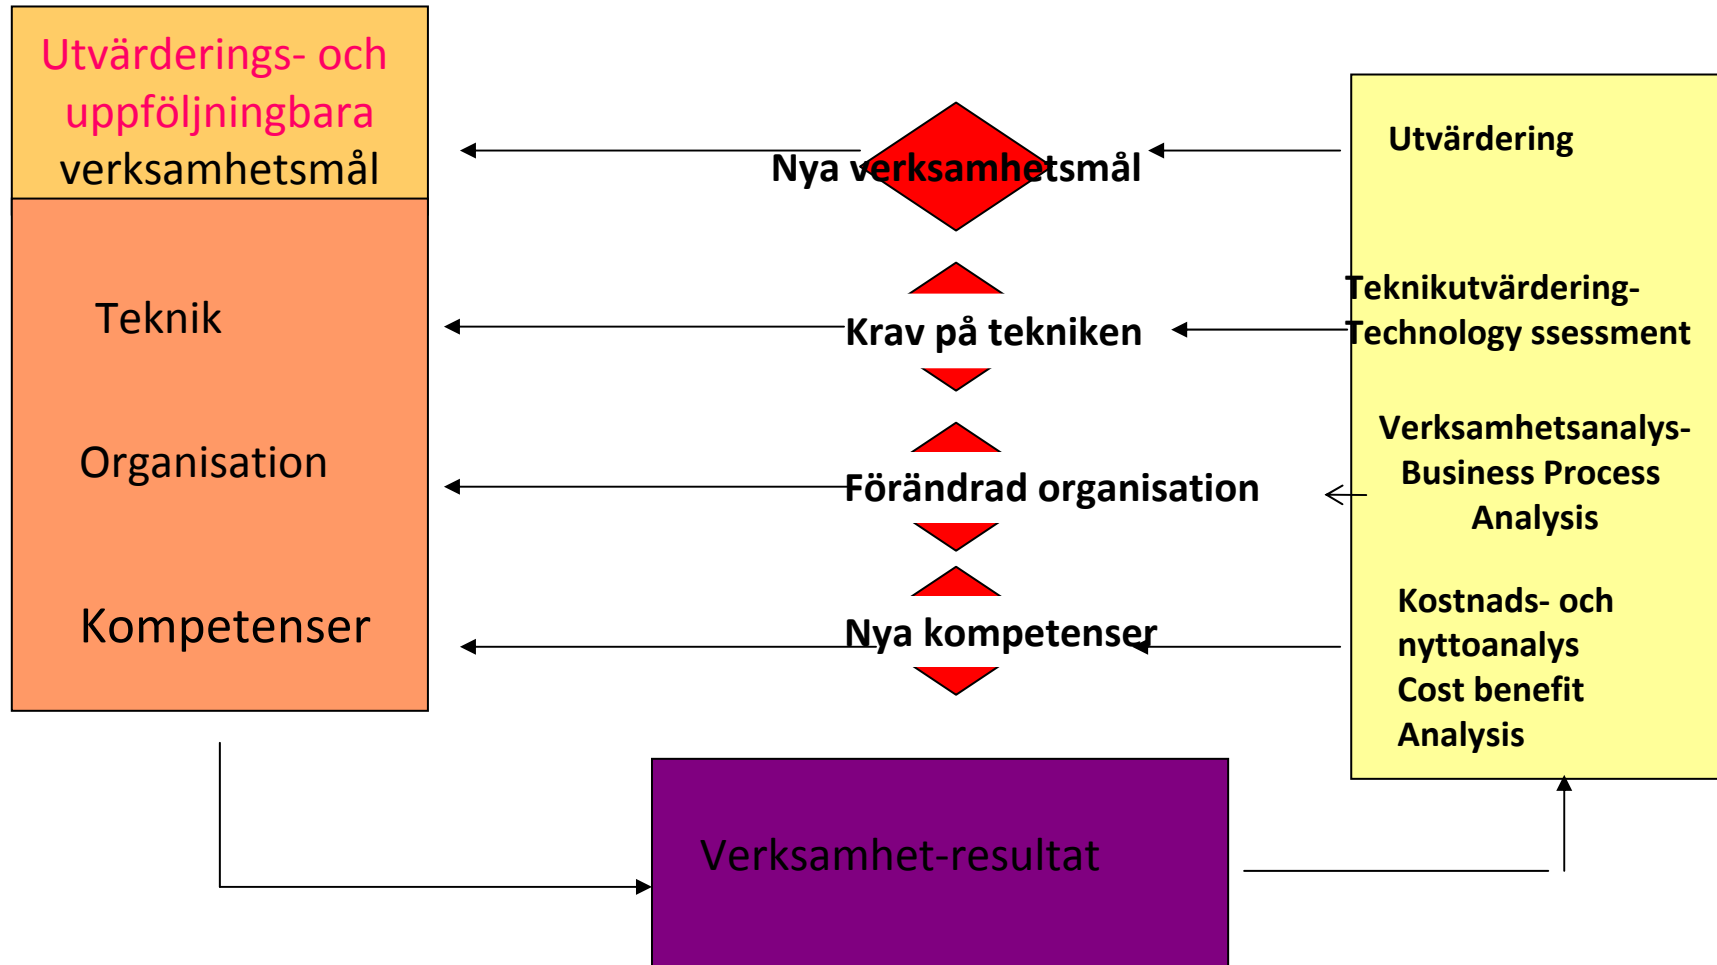 Utvärderings- och
uppföljningbara
verksamhetsmål
Teknik
Organisation
Kompetenser
Nya verksamhetsmål
Krav på tekniken
Förändrad organisation
Nya kompetenser
Utvärdering
Teknikutvärdering-
Technology ssessment
Verksamhetsanalys-
Business Process
Analysis
Kostnads- och
nyttoanalys
Cost benefit
Analysis
Verksamhet-resultat